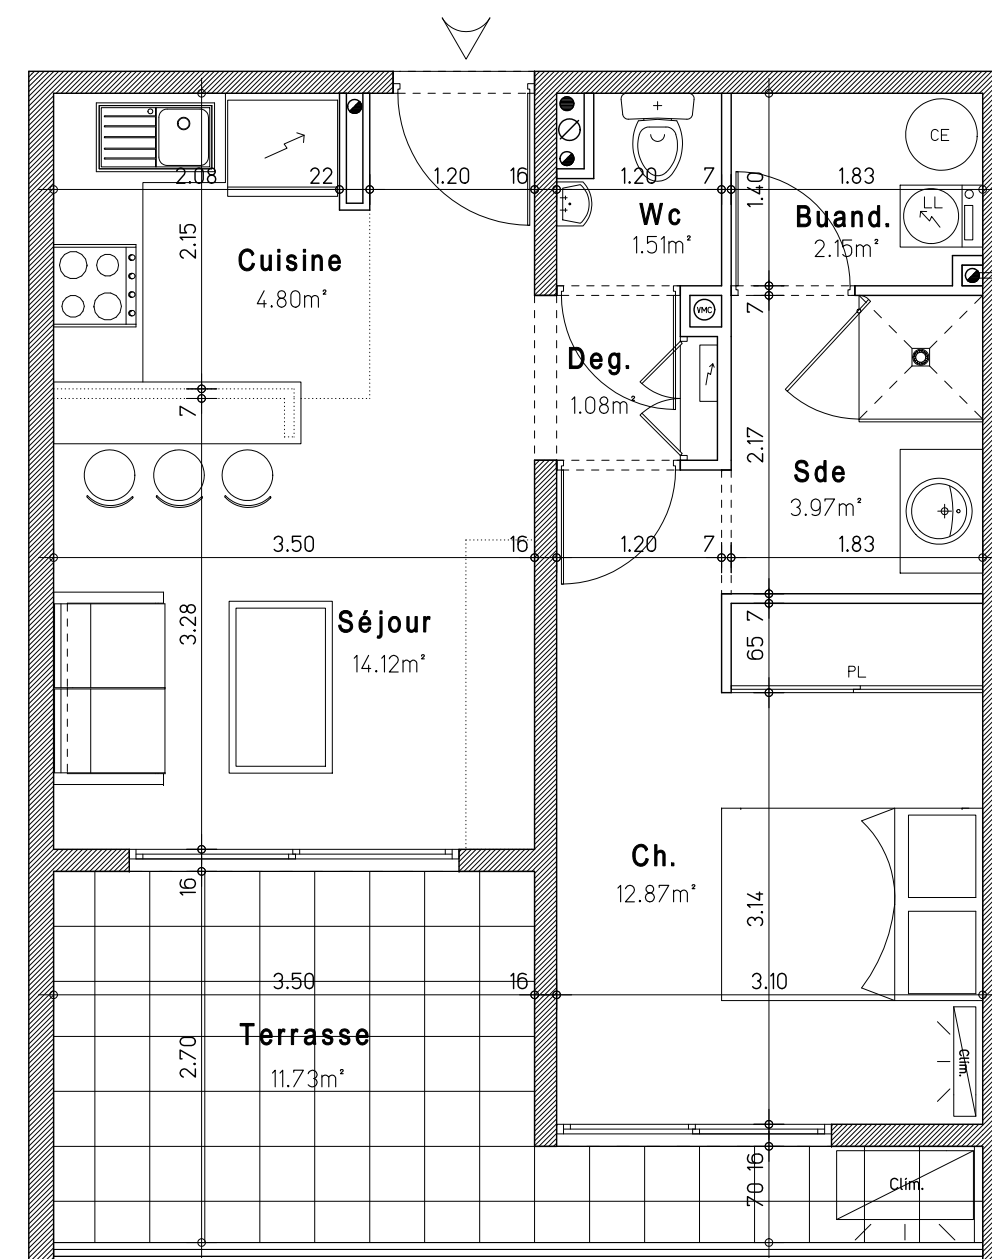 CE
2.08
22
1.20
16
1.20
7
1.40
1.83
LL
Wc
1.51m²
Buand.
2.15m²
2.15
Cuisine
4.80m²
VMC
7
Deg.
1.08m²
7
2.17
Sde
3.97m²
3.50
16
1.20
7
1.83
3.28
Séjour
14.12m²
7
65
PL
Ch.
12.87m²
16
3.14
3.50
16
3.10
Terrasse
11.73m²
2.70
Clim.
16
70
Clim.